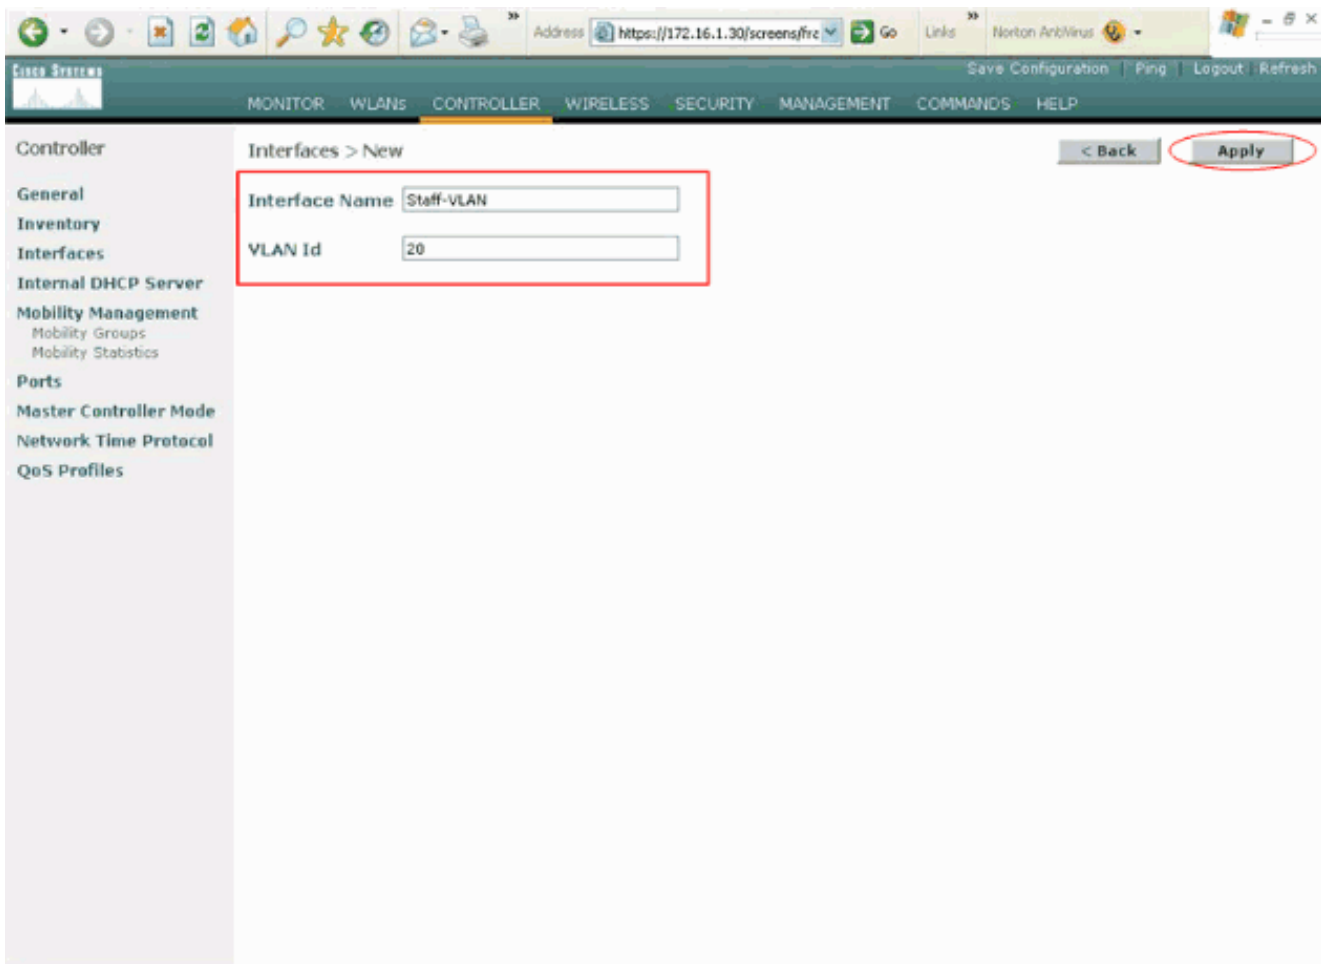 » Address https://172.16.1.30/screens/fra Go Links » Norton AntiVirus
CISCO SYSTEMS
Save Configuration | Ping | Logout | Refresh
MONITOR WLANs CONTROLLER WIRELESS SECURITY MANAGEMENT COMMANDS HELP
Controller
General
Inventory
Interfaces
Internal DHCP Server
Mobility Management
Mobility Groups
Mobility Statistics
Ports
Master Controller Mode
Network Time Protocol
QoS Profiles
Interfaces > New
< Back
Apply
Interface Name Staff-VLAN
VLAN Id 20